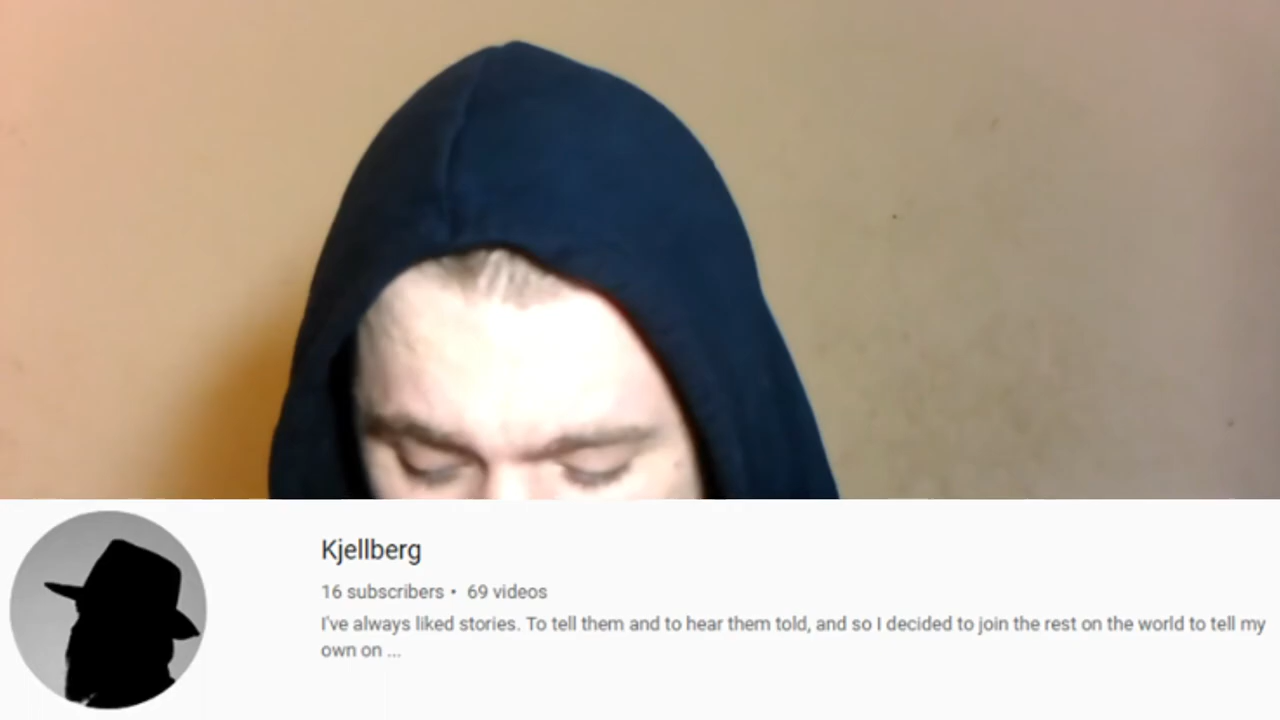 Kjellberg
16 subscribers • 69 videos
I've always liked stories. To tell them and to hear them told, and so I decided to join the rest on the world to tell my
own on ...